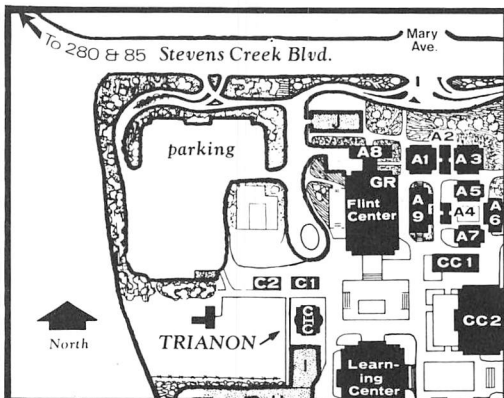 To 280 & 85
Stevens Creek Blvd.
Mary
Ave.
parking
A8
A1
A2
A3
GR
Flint
Center
A
9
A5
A4
A
6
A7
CC1
C2
C1
CHC
CC2
North
TRIANON
Learn-
ing
Center